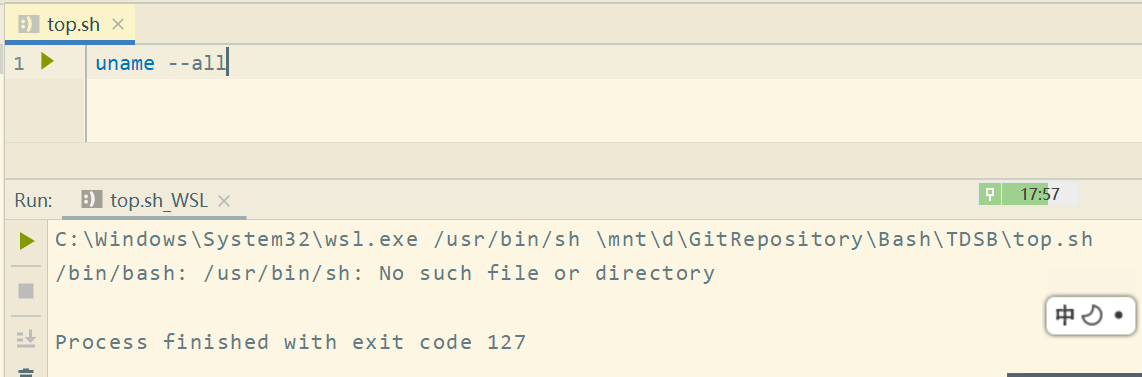 top.sh
1 uname --all
Run: top.sh_WSL 17:57
C:\Windows\System32\wsl.exe /usr/bin/sh \mnt\d\GitRepository\Bash\TDSB\top.sh
/bin/bash: /usr/bin/sh: No such file or directory
中
Process finished with exit code 127